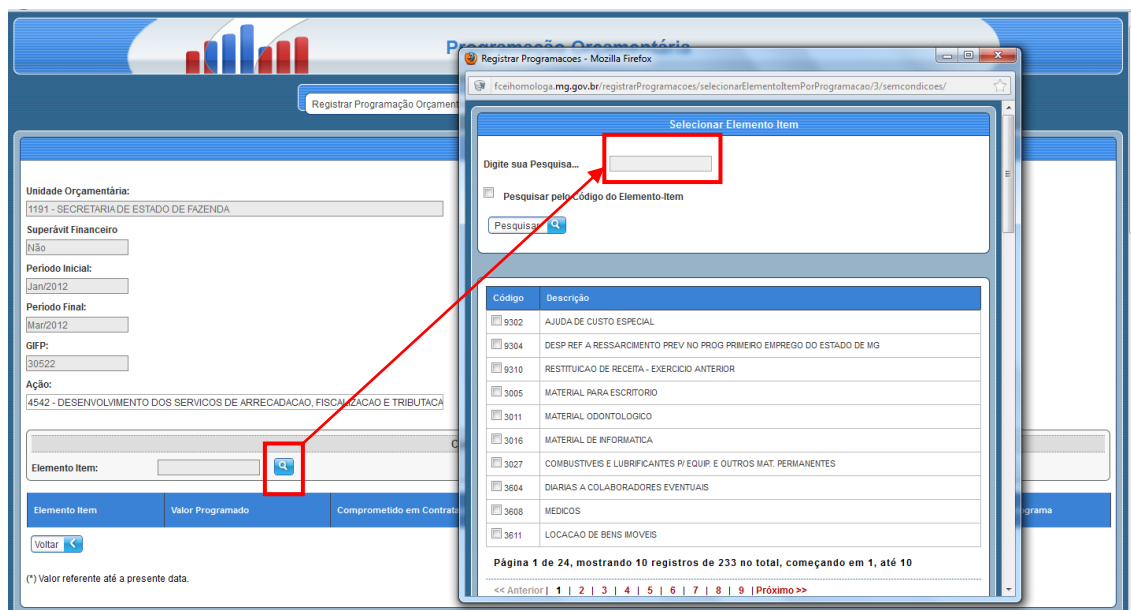 Programação Orçamentária
Registrar Programação Orçament
Unidade Orçamentária:
1191 - SECRETARIA DE ESTADO DE FAZENDA
Superávit Financeiro
Não
Período Inicial:
Jan/2012
Período Final:
Mar/2012
GIFP:
30522
Ação:
4542 - DESENVOLVIMENTO DOS SERVICOS DE ARRECADACAO, FISCALIZACAO E TRIBUTACA
C
Elemento Item:
Elemento Item Valor Programado Comprometido em Contrata ograma
Voltar
(*) Valor referente até a presente data.
Registrar Programacoes - Mozilla Firefox
fceihomologa.mg.gov.br/registrarProgramacoes/selecionarElementoItemPorProgramacao/3/semcondicoes/
Selecionar Elemento Item
Digite sua Pesquisa...
Pesquisar pelo Código do Elemento-Item
Pesquisar
Código Descrição
9302 AJUDA DE CUSTO ESPECIAL
9304 DESP REF A RESSARCIMENTO PREV NO PROG PRIMEIRO EMPREGO DO ESTADO DE MG
9310 RESTITUICAO DE RECEITA - EXERCICIO ANTERIOR
3005 MATERIAL PARA ESCRITORIO
3011 MATERIAL ODONTOLOGICO
3016 MATERIAL DE INFORMATICA
3027 COMBUSTIVEIS E LUBRIFICANTES P/ EQUIP. E OUTROS MAT. PERMANENTES
3604 DIARIAS A COLABORADORES EVENTUAIS
3608 MEDICOS
3611 LOCACAO DE BENS IMOVEIS
Página 1 de 24, mostrando 10 registros de 233 no total, começando em 1, até 10
<< Anterior | 1 | 2 | 3 | 4 | 5 | 6 | 7 | 8 | 9 |Próximo >>